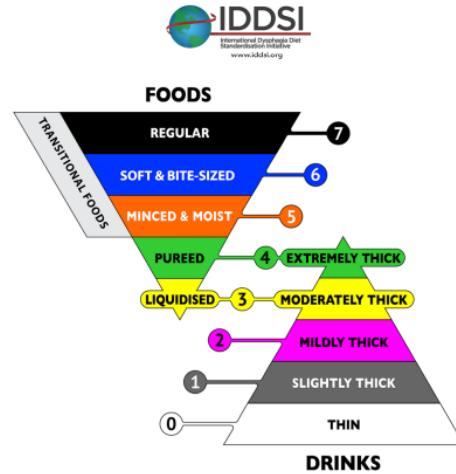 IDDSI
International Dysphagia Diet
Standardisation Initiative
www.iddsi.org
FOODS
TRANSITIONAL FOODS
REGULAR 7
SOFT & BITE-SIZED 6
MINCED & MOIST 5
PUREED 4 EXTREMELY THICK
LIQUIDISED 3 MODERATELY THICK
2 MILDLY THICK
1 SLIGHTLY THICK
0 THIN
DRINKS